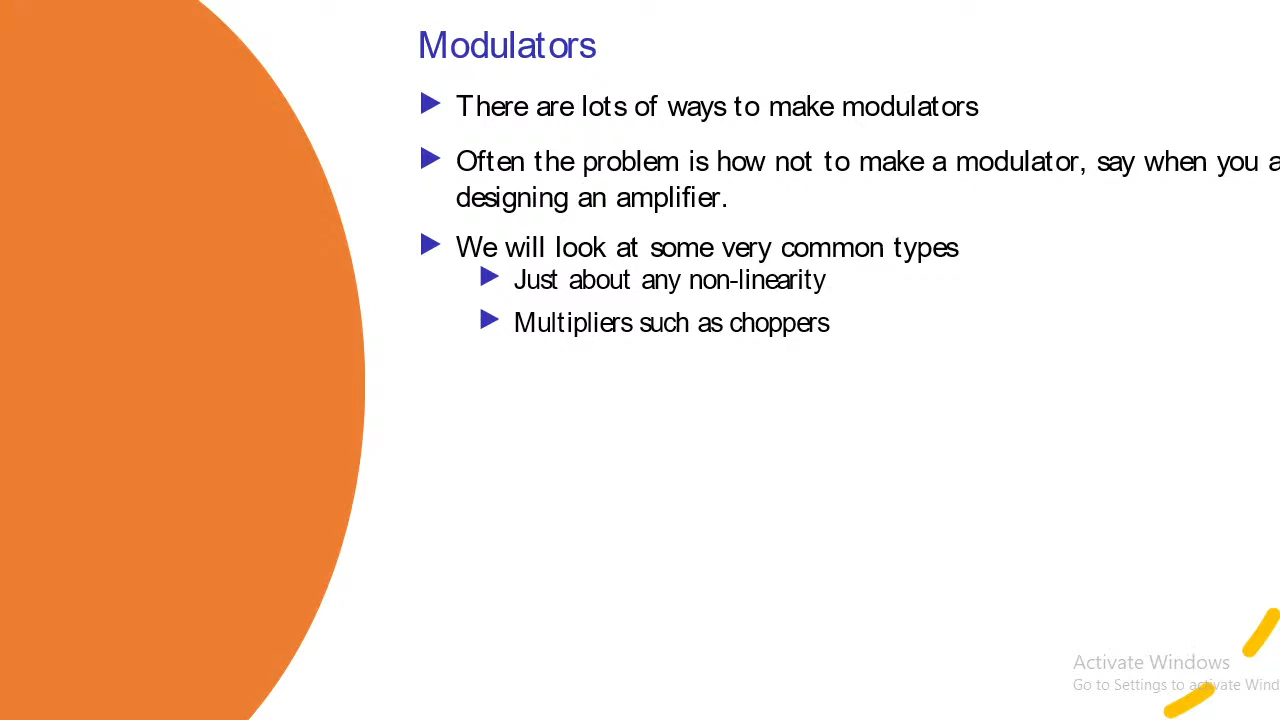 Modulators
There are lots of ways to make modulators
Often the problem is how not to make a modulator, say when you
designing an amplifier.
We will look at some very common types
Just about any non-linearity
Multipliers such as choppers
Activate Windows
Go to Settings to activate Wind